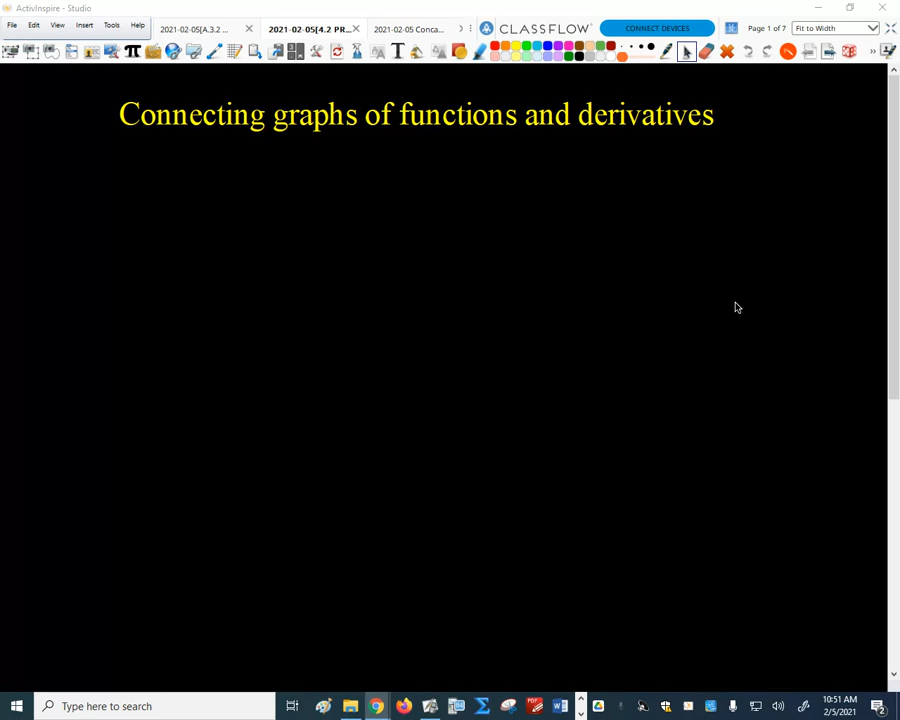 ActivInspire - Studio
File Edit View Insert Tools Help
2021-02-05[A.3.2 ...
2021-02-05[4.2 PR...
2021-02-05 Conca...
CLASSFLOW
CONNECT DEVICES
Page 1 of 7
Fit to Width
Connecting graphs of functions and derivatives
Type here to search
10:51 AM
2/5/2021
2